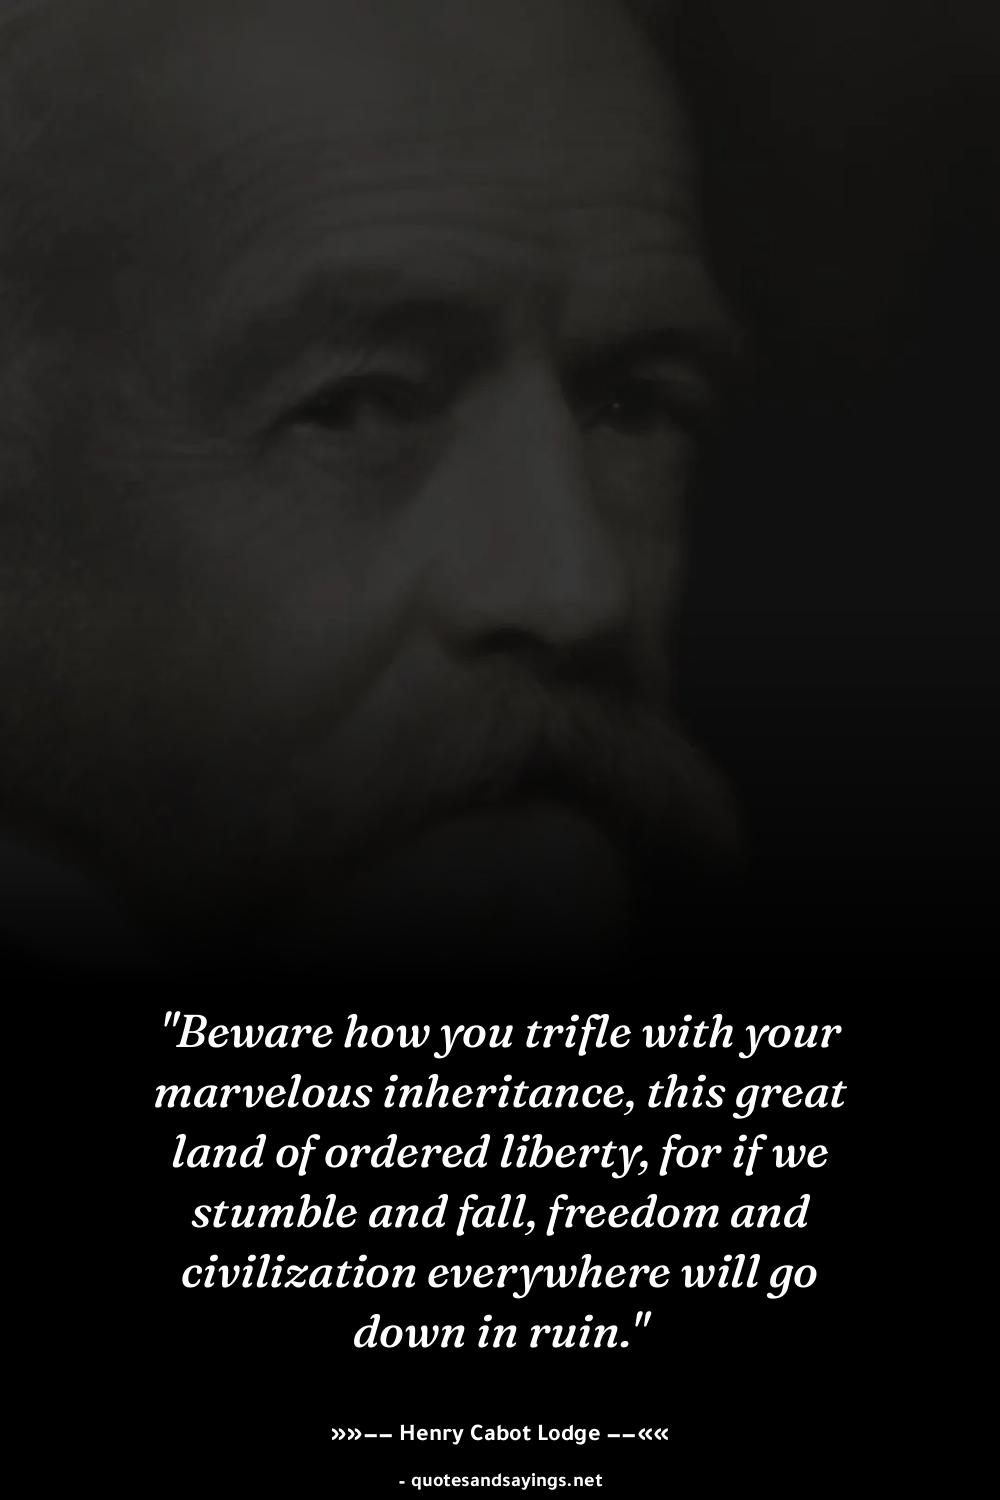 "Beware how you trifle with your
marvelous inheritance, this great
land of ordered liberty, for if we
stumble and fall, freedom and
civilization everywhere will go
down in ruin."
»»–– Henry Cabot Lodge ––««
- quotesandsayings.net